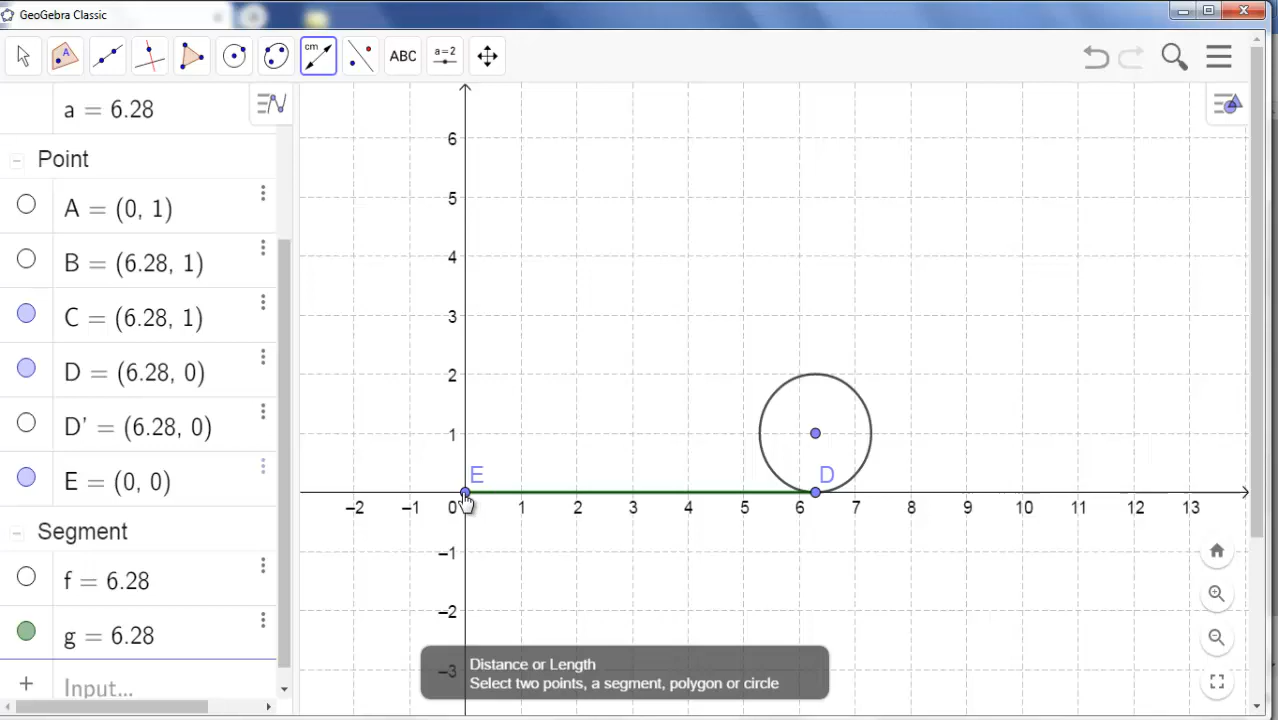 GeoGebra Classic
cm
A
ABC
a=2
a = 6.28
Point
A = (0, 1)
B = (6.28, 1)
C = (6.28, 1)
D = (6.28, 0)
D' = (6.28, 0)
E = (0, 0)
Segment
f = 6.28
g = 6.28
+ Input...
6
5
4
3
2
1
E
D
-2 -1 0 1 2 3 4 5 6 7 8 9 10 11 12 13
–1
–2
–3
Distance or Length
Select two points, a segment, polygon or circle